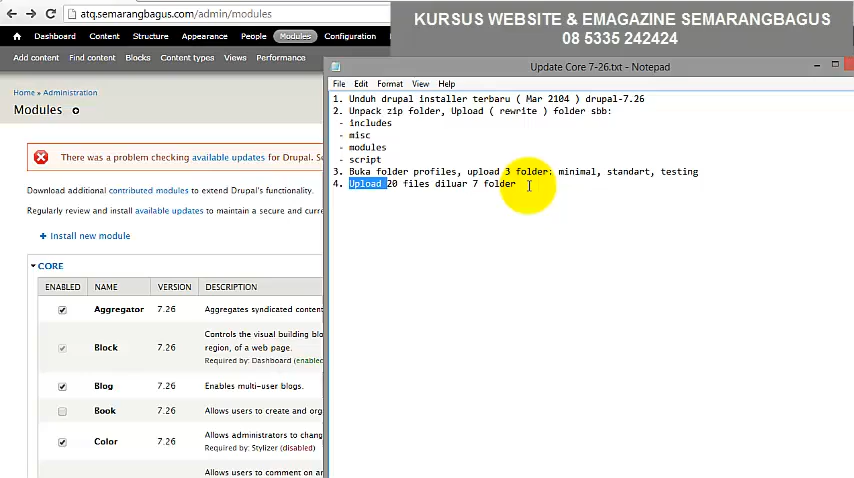 atq.semarangbagus.com/admin/modules
KURSUS WEBSITE & EMAGAZINE SEMARANGBAGUS
08 5335 242424
Dashboard Content Structure Appearance People Modules Configuration
Add content Find content Blocks Content types Views Performance
Update Core 7-26.txt - Notepad
File Edit Format View Help
Home » Administration
Modules
There was a problem checking available updates for Drupal.
Download additional contributed modules to extend Drupal's functionality.
Regularly review and install available updates to maintain a secure and
Install new module
CORE
ENABLED NAME VERSION DESCRIPTION
Aggregator 7.26 Aggregates syndicated content
Block 7.26 Controls the visual building
region, of a web page.
Required by: Dashboard
Blog 7.26 Enables multi-user blogs.
Book 7.26 Allows users to create and
Color 7.26 Allows administrators to
Required by: Stylizer (disabled)
Allows users to comment on
1. Unduh drupal installer terbaru ( Mar 2104 ) drupal-7.26
2. Unpack zip folder, Upload ( rewrite ) folder sbb:
- includes
- misc
- modules
- script
3. Buka folder profiles, upload 3 folder: minimal, standart, testing
4. Upload 20 files diluar 7 folder